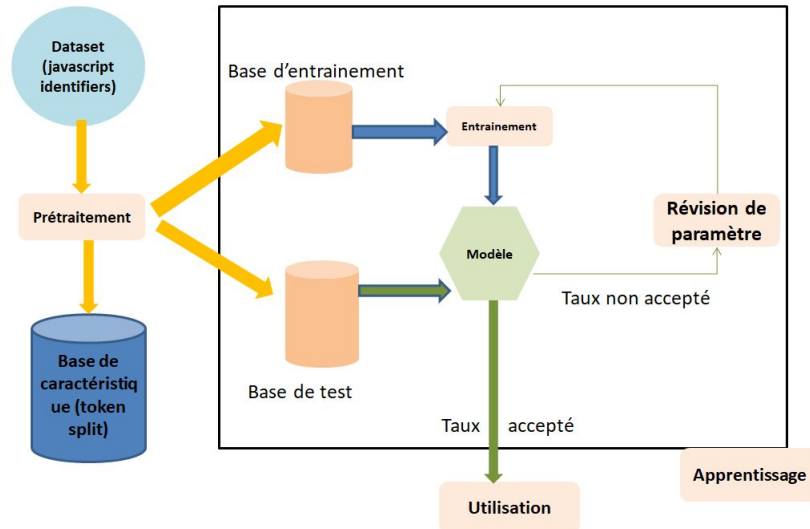 Dataset
(javascript
identifiers)
Base d'entrainement
Entrainement
Prétraitement
Révision de
paramètre
Modèle
Taux non accepté
Base de
caractéristiq
ue (token
split)
Base de test
Taux accepté
Apprentissage
Utilisation